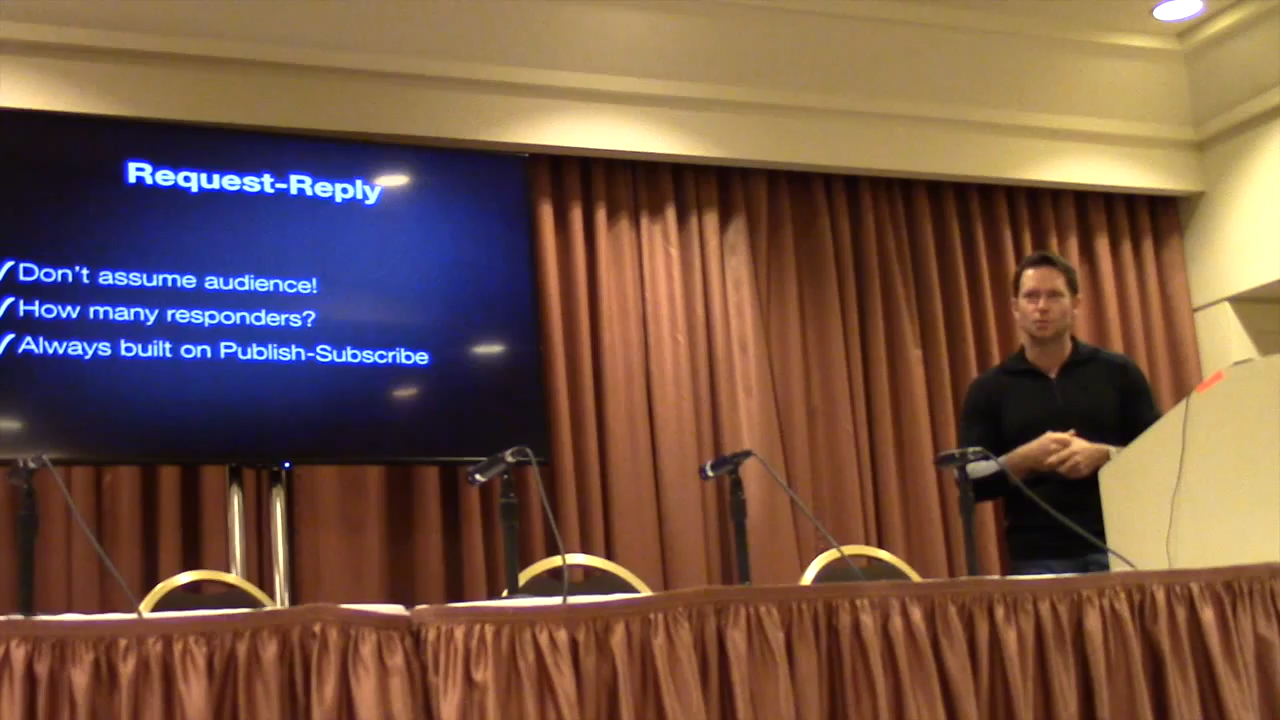 Request-Reply
✓Don't assume audience!
✓How many responders?
✓Always built on Publish-Subscribe